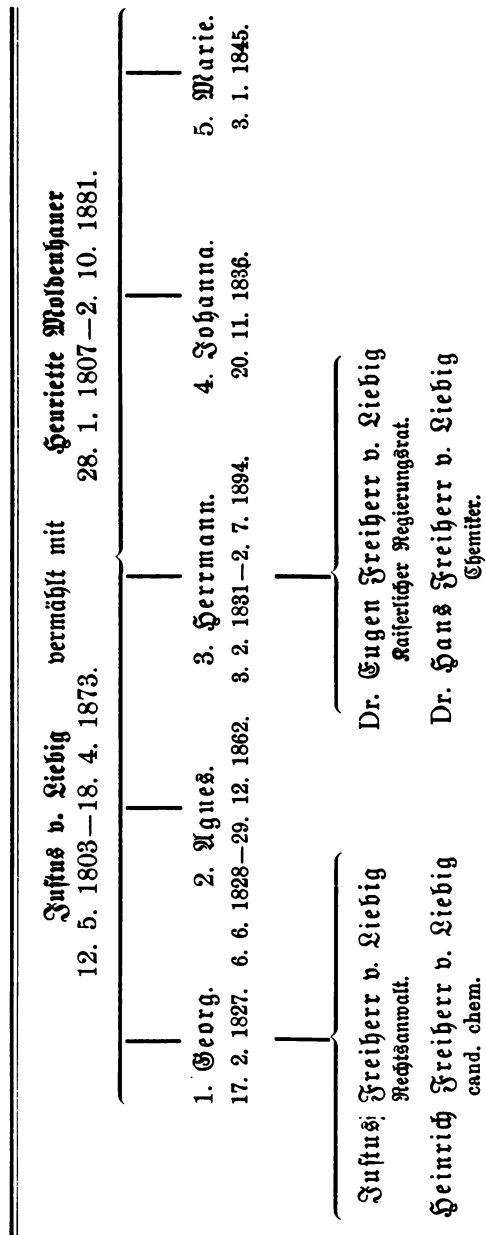 Justus v. Liebig vermählt mit Henriette Moldenhauer
12. 5. 1803—18. 4. 1873. 28. 1. 1807—2. 10. 1881.
1. Georg. 2. Agnes. 3. Herrmann. 4. Johanna. 5. Marie.
17. 2. 1827. 6. 6. 1828—29. 12. 1862. 3. 2. 1831—2. 7. 1894. 20. 11. 1836. 3. 1. 1845.
Justus Freiherr v. Liebig
Rechtsanwalt.
Heinrich Freiherr v. Liebig
cand. chem.
Dr. Eugen Freiherr v. Liebig
Kaiserlicher Regierungsrat.
Dr. Hans Freiherr v. Liebig
Chemiker.